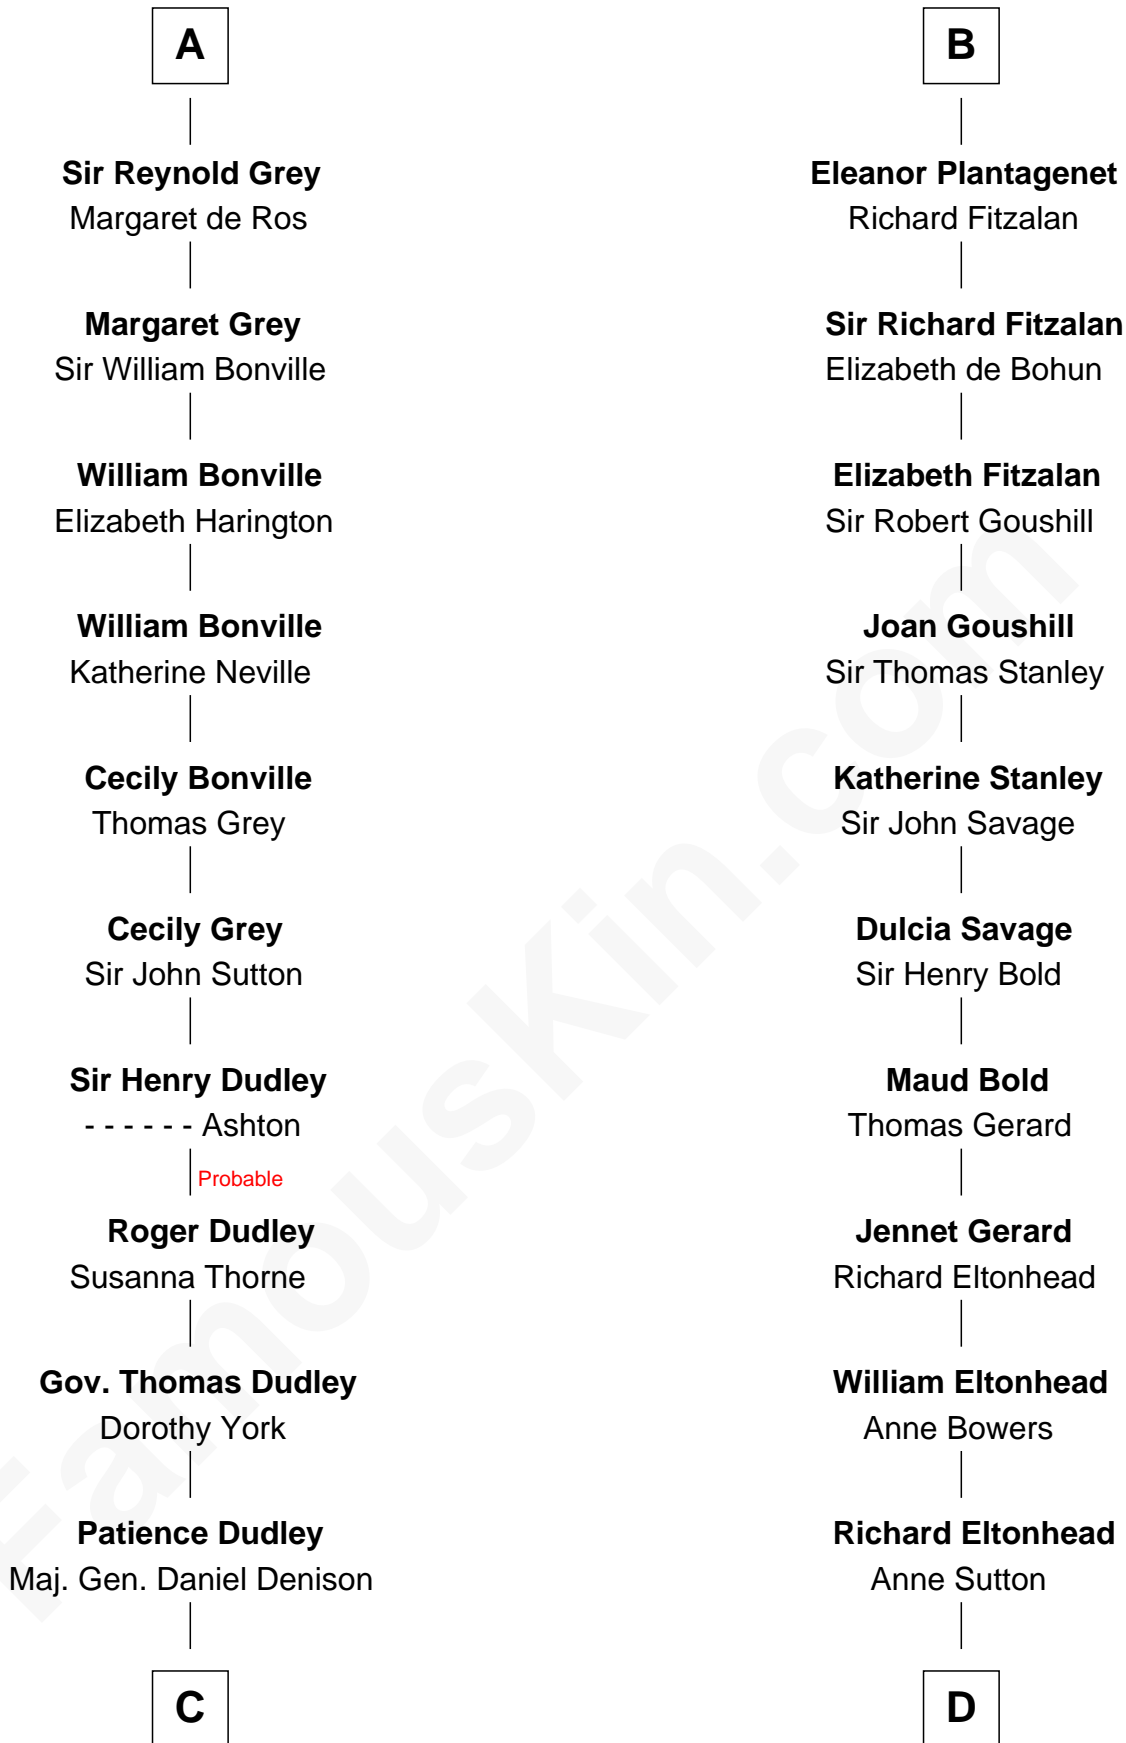 A
Sir Reynold Grey
Margaret de Ros
Margaret Grey
Sir William Bonville
William Bonville
Elizabeth Harington
William Bonville
Katherine Neville
Cecily Bonville
Thomas Grey
Cecily Grey
Sir John Sutton
Sir Henry Dudley
- - - - - - Ashton
Probable
Roger Dudley
Susanna Thorne
Gov. Thomas Dudley
Dorothy York
Patience Dudley
Maj. Gen. Daniel Denison
C
B
Eleanor Plantagenet
Richard Fitzalan
Sir Richard Fitzalan
Elizabeth de Bohun
Elizabeth Fitzalan
Sir Robert Goushill
Joan Goushill
Sir Thomas Stanley
Katherine Stanley
Sir John Savage
Dulcia Savage
Sir Henry Bold
Maud Bold
Thomas Gerard
Jennet Gerard
Richard Eltonhead
William Eltonhead
Anne Bowers
Richard Eltonhead
Anne Sutton
D
FamousKin.com